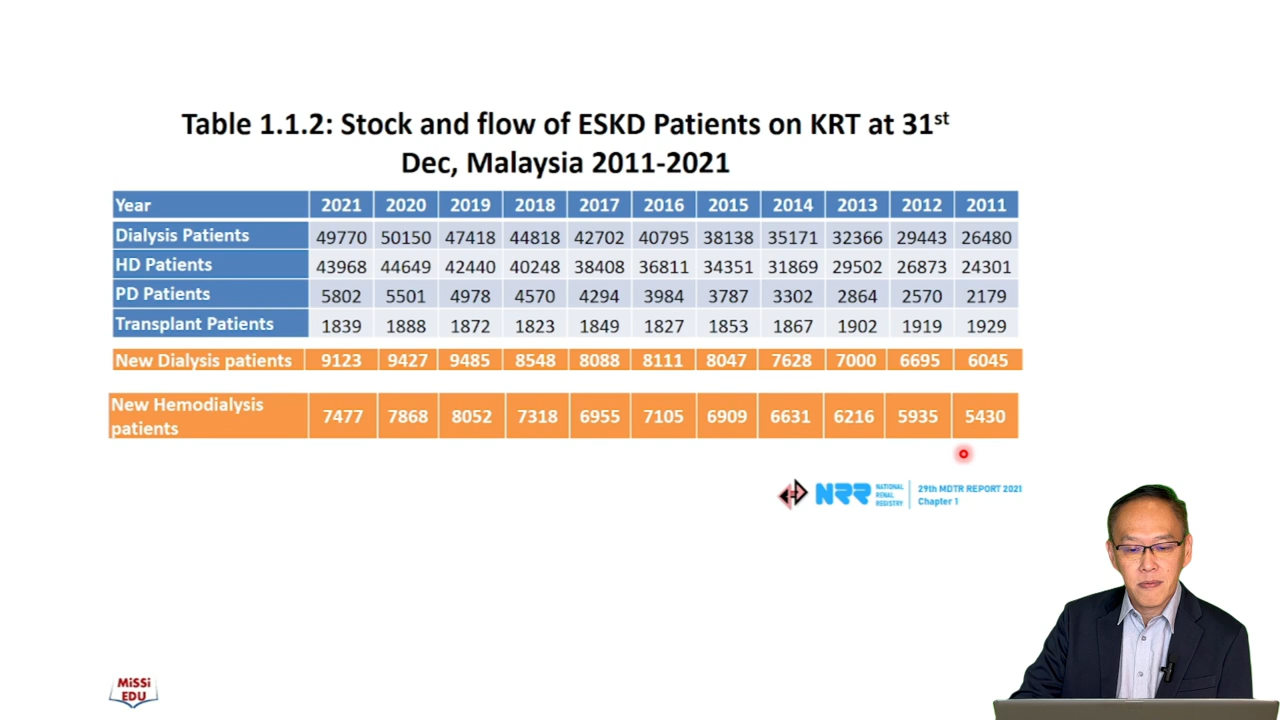 Table 1.1.2: Stock and flow of ESKD Patients on KRT at 31st
Dec, Malaysia 2011-2021
Year 2021 2020 2019 2018 2017 2016 2015 2014 2013 2012 2011
Dialysis Patients 49770 50150 47418 44818 42702 40795 38138 35171 32366 29443 26480
HD Patients 43968 44649 42440 40248 38408 36811 34351 31869 29502 26873 24301
PD Patients 5802 5501 4978 4570 4294 3984 3787 3302 2864 2570 2179
Transplant Patients 1839 1888 1872 1823 1849 1827 1853 1867 1902 1919 1929
New Dialysis patients 9123 9427 9485 8548 8088 8111 8047 7628 7000 6695 6045
New Hemodialysis
patients 7477 7868 8052 7318 6955 7105 6909 6631 6216 5935 5430
NRR
NATIONAL
RENAL
REGISTRY
29th MDTR REPORT 2021
Chapter 1
MiSSi
EDU